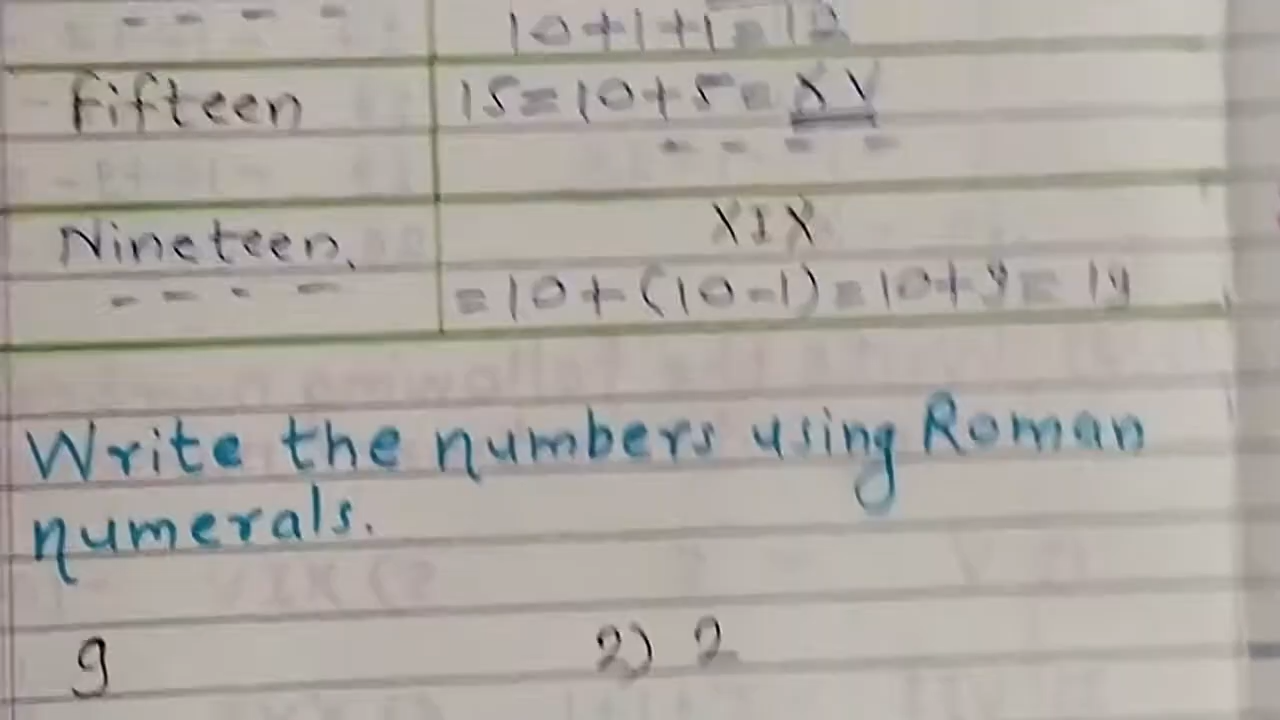 10+1+1=12
Fifteen
15=10+5= XV
Nineteen.
XIX
=10+(10-1)=10+9=19
Write the numbers using Roman
numerals.
9
2) 2